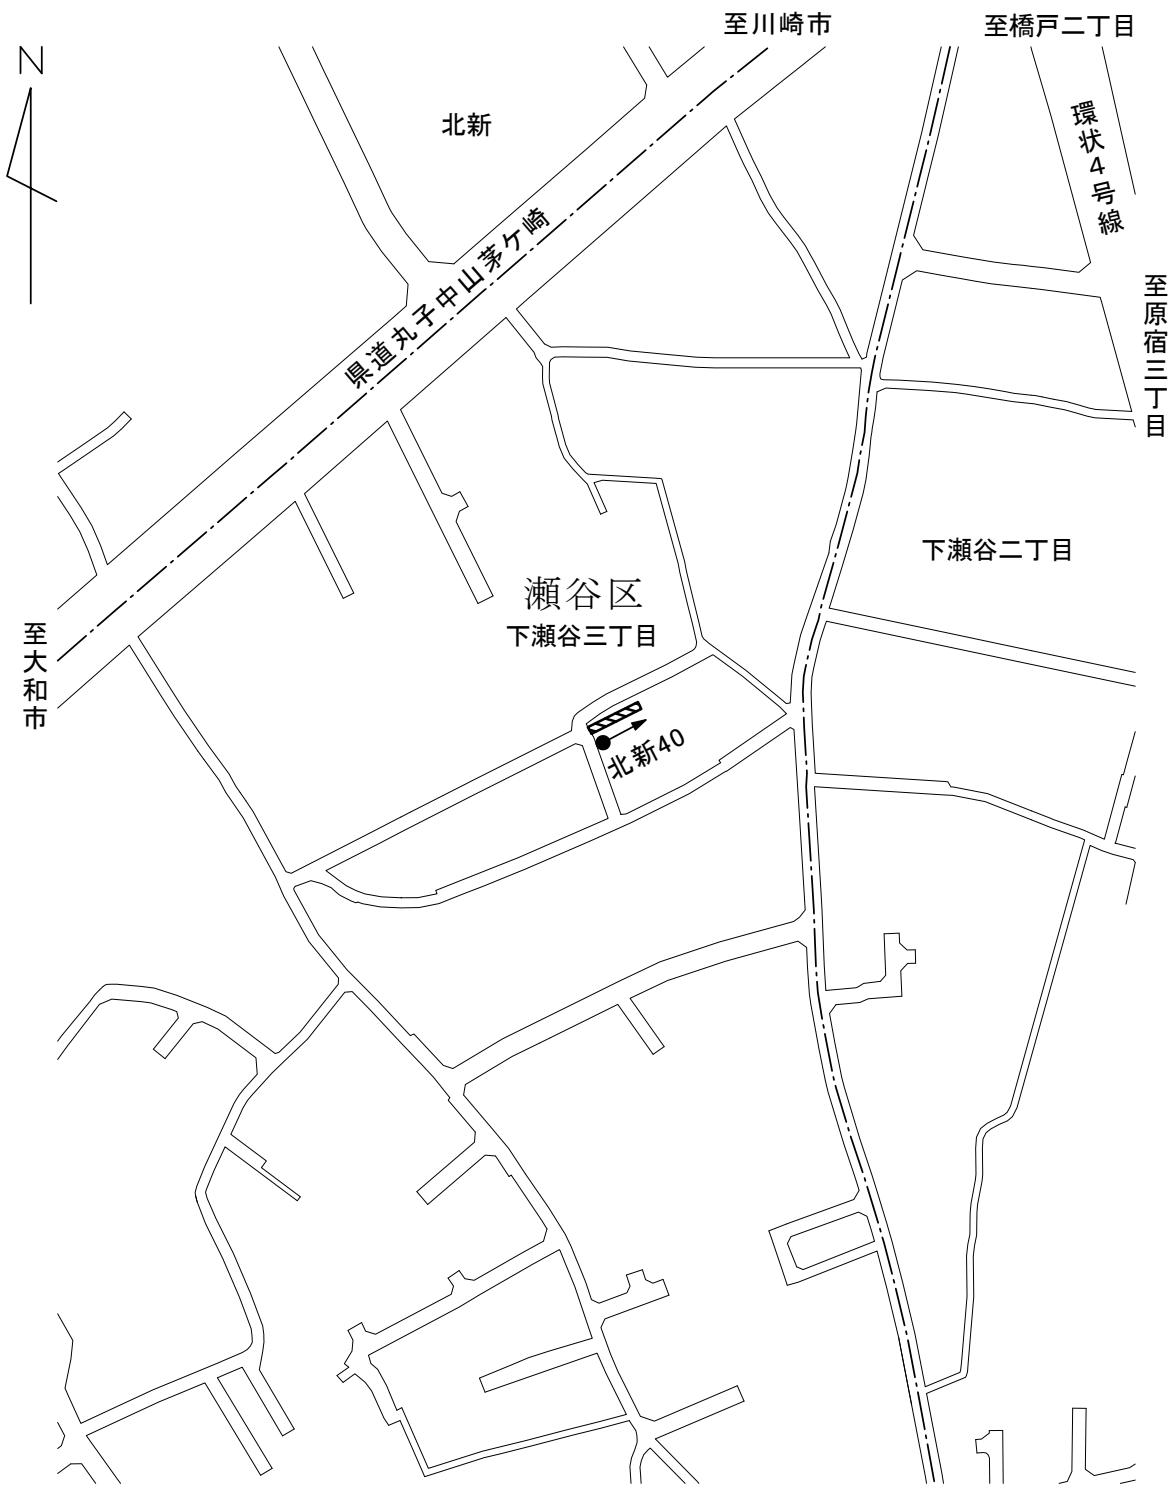 至川崎市
至橋戸二丁目
N
北新
環状4号線
県道丸子中山茅ケ崎
至原宿三丁目
下瀬谷二丁目
瀬谷区
下瀬谷三丁目
至大和市
北新40